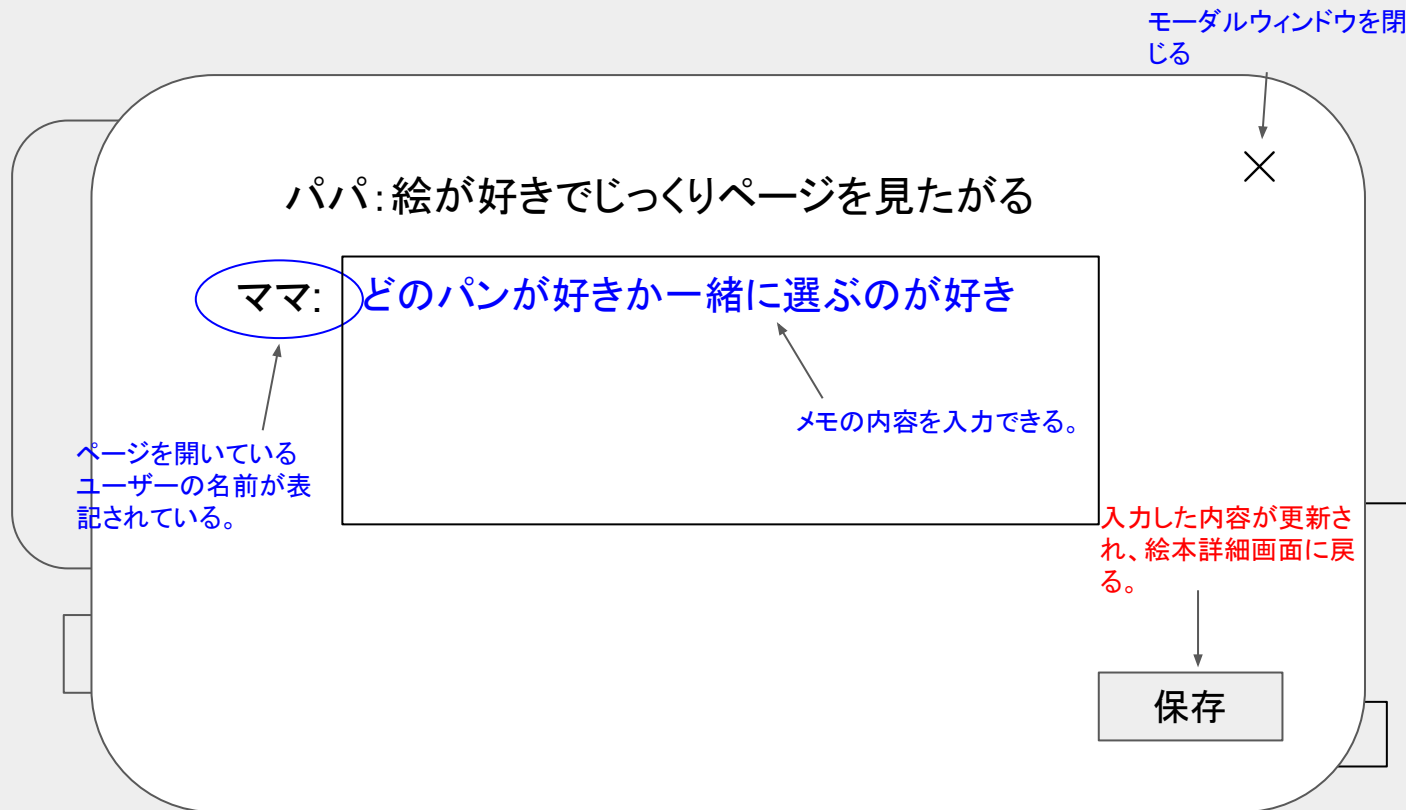 モーダルウィンドウを閉
じる
パパ：絵が好きでじっくりページを見たがる
ママ:
どのパンが好きか一緒に選ぶのが好き
メモの内容を入力できる。
ページを開いている
ユーザーの名前が表
記されている。
入力した内容が更新さ
れ、絵本詳細画面に戻
る。
保存